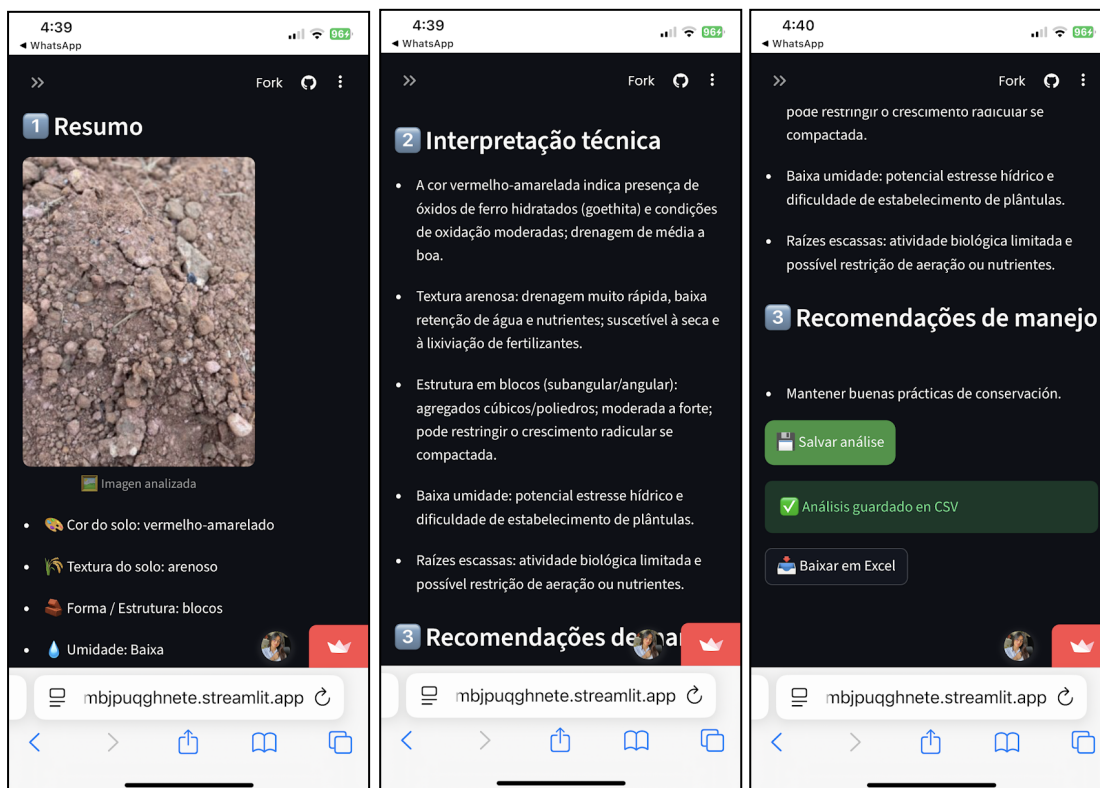 4:39
◀ WhatsApp
96
Fork
1 Resumo
Imagen analizada
Cor do solo: vermelho-amarelado
Textura do solo: arenoso
Forma / Estrutura: blocos
Umidade: Baixa
mbjpuqghnete.streamlit.app
4:39
◀ WhatsApp
96
Fork
2 Interpretação técnica
A cor vermelho-amarelada indica presença de
óxidos de ferro hidratados (goethita) e condições
de oxidação moderadas; drenagem de média a
boa.
Textura arenosa: drenagem muito rápida, baixa
retenção de água e nutrientes; suscetível à seca e
à lixiviação de fertilizantes.
Estrutura em blocos (subangular/angular):
agregados cúbicos/poliedros; moderada a forte;
pode restringir o crescimento radicular se
compactada.
Baixa umidade: potencial estresse hídrico e
dificuldade de estabelecimento de plântulas.
Raízes escassas: atividade biológica limitada e
possível restrição de aeração ou nutrientes.
3 Recomendações de
mbjpuqghnete.streamlit.app
4:40
◀ WhatsApp
96
Fork
pode restringir o crescimento radicular se
compactada.
Baixa umidade: potencial estresse hídrico e
dificuldade de estabelecimento de plântulas.
Raízes escassas: atividade biológica limitada e
possível restrição de aeração ou nutrientes.
3 Recomendações de manejo
Mantener buenas prácticas de conservación.
Salvar análise
Análisis guardado en CSV
Baixar em Excel
mbjpuqghnete.streamlit.app